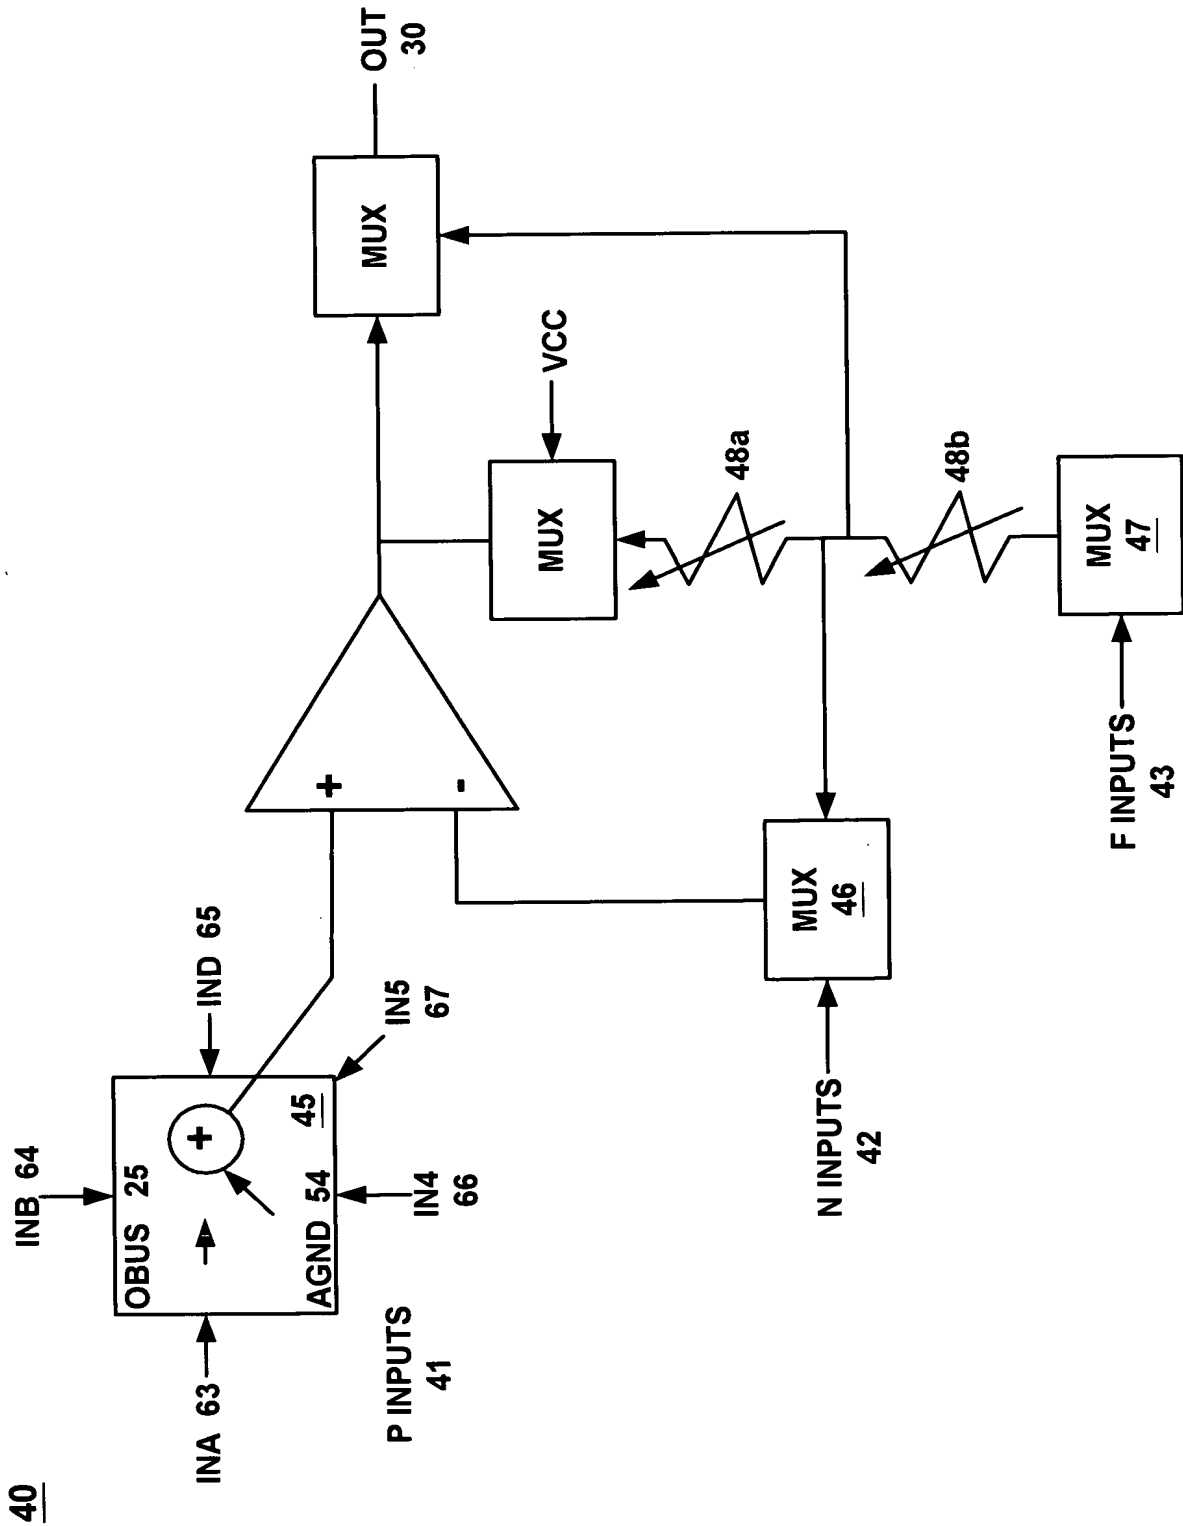 40
INA 63
INB 64
OBUS 25
+
AGND 54
45
IND 65
IN4
66
IN5
67
P INPUTS
41
+
-
N INPUTS
42
MUX
46
F INPUTS
43
MUX
47
48a
48b
MUX
VCC
MUX
OUT
30